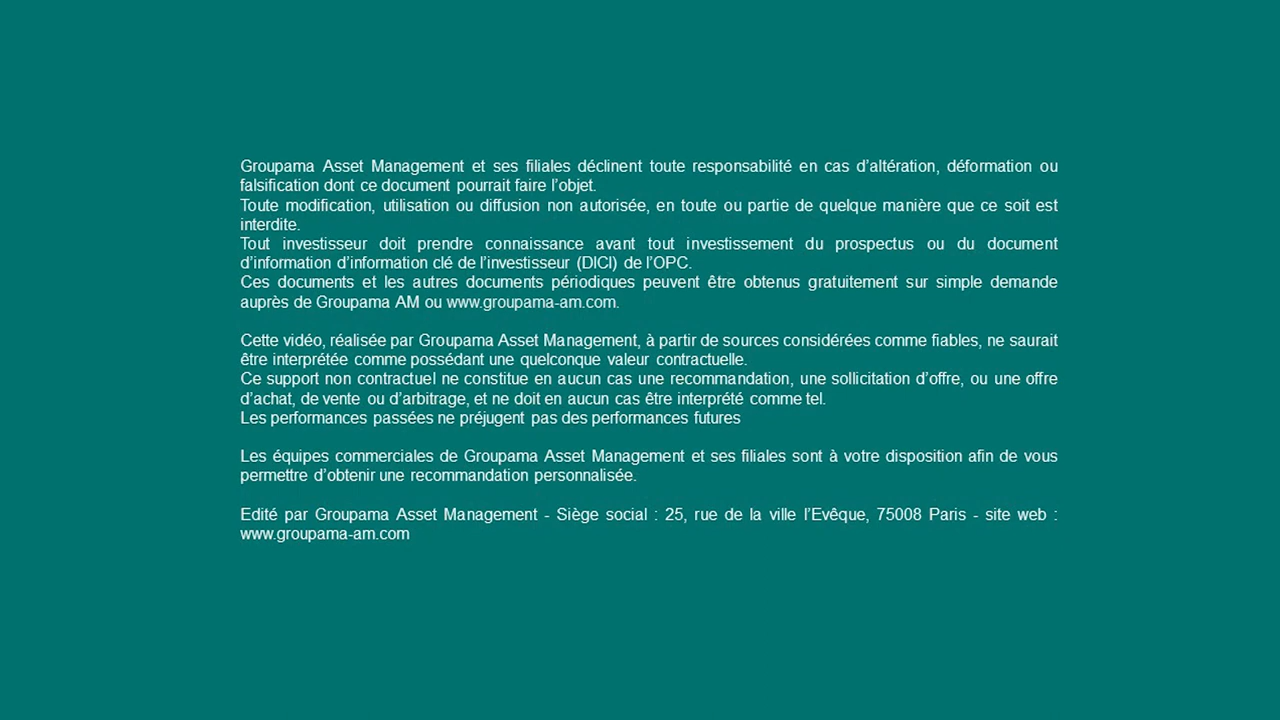 Groupama Asset Management et ses filiales déclinent toute responsabilité en cas d’altération, déformation ou
falsification dont ce document pourrait faire l’objet.
Toute modification, utilisation ou diffusion non autorisée, en toute ou partie de quelque manière que ce soit est
interdite.
Tout investisseur doit prendre connaissance avant tout investissement du prospectus ou du document
d’information d’information clé de l’investisseur (DICI) de l’OPC.
Ces documents et les autres documents périodiques peuvent être obtenus gratuitement sur simple demande
auprès de Groupama AM ou www.groupama-am.com.
Cette vidéo, réalisée par Groupama Asset Management, à partir de sources considérées comme fiables, ne saurait
être interprétée comme possédant une quelconque valeur contractuelle.
Ce support non contractuel ne constitue en aucun cas une recommandation, une sollicitation d’offre, ou une offre
d’achat, de vente ou d’arbitrage, et ne doit en aucun cas être interprété comme tel.
Les performances passées ne préjugent pas des performances futures
Les équipes commerciales de Groupama Asset Management et ses filiales sont à votre disposition afin de vous
permettre d’obtenir une recommandation personnalisée.
Edité par Groupama Asset Management - Siège social : 25, rue de la ville l’Evêque, 75008 Paris - site web :
www.groupama-am.com